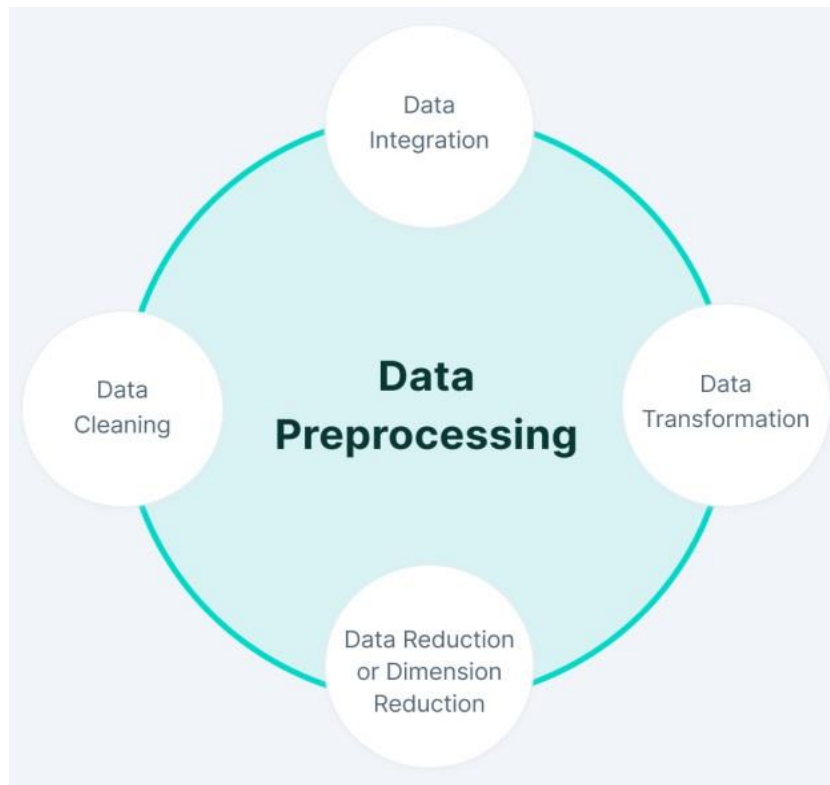 Data
Integration
Data
Cleaning
Data
Preprocessing
Data
Transformation
Data Reduction
or Dimension
Reduction